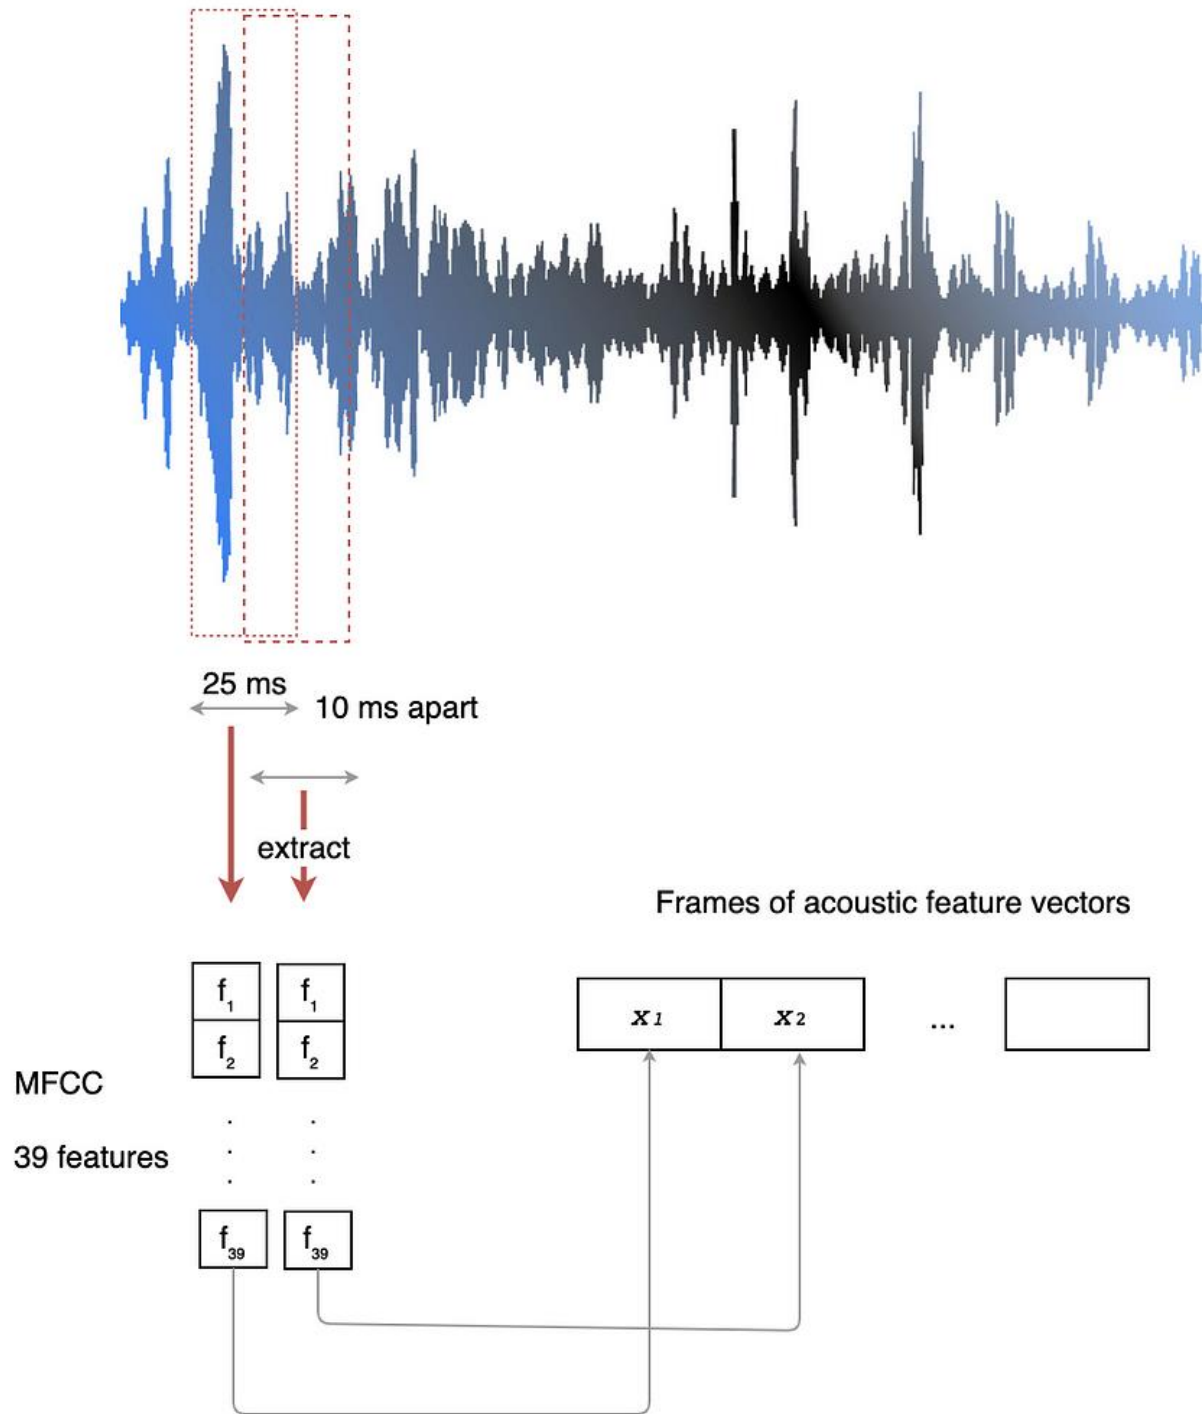 25 ms
10 ms apart
extract
Frames of acoustic feature vectors
f1 f1
f2 f2
x1 x2 ...
MFCC
39 features
f39 f39